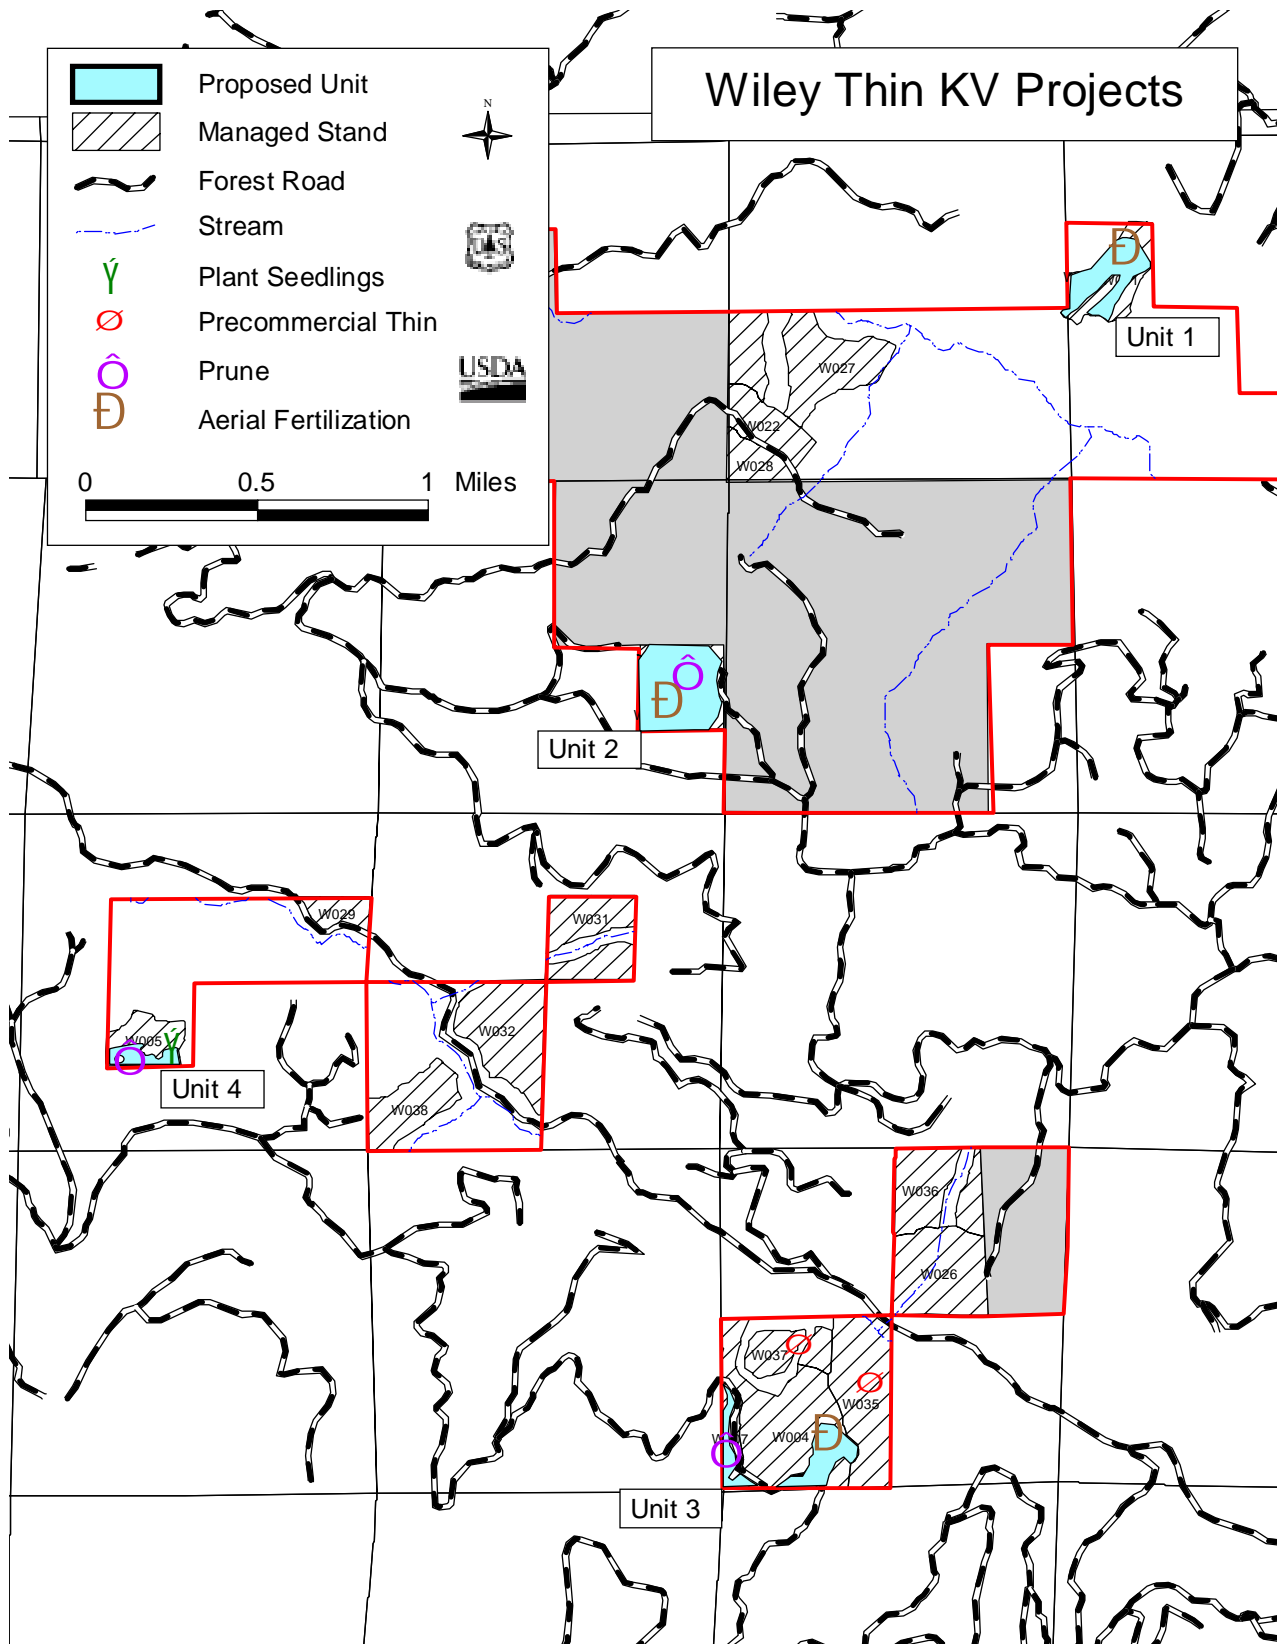 Wiley Thin KV Projects
Proposed Unit
Managed Stand
N
Forest Road
Stream
U S
Plant Seedlings
Precommercial Thin
Prune
USDA
Aerial Fertilization
0 0.5 1 Miles
Ý Plant Seedlings
Ø
Ô
Ð
Ð
Unit 1
W027
W022
W028
Ô
Ð
Unit 2
W029
W031
W032
W005
Ô
Ý
Unit 4
W038
W036
W026
W037
Ø
Ø
W035
W004
Ð
Ô
Unit 3